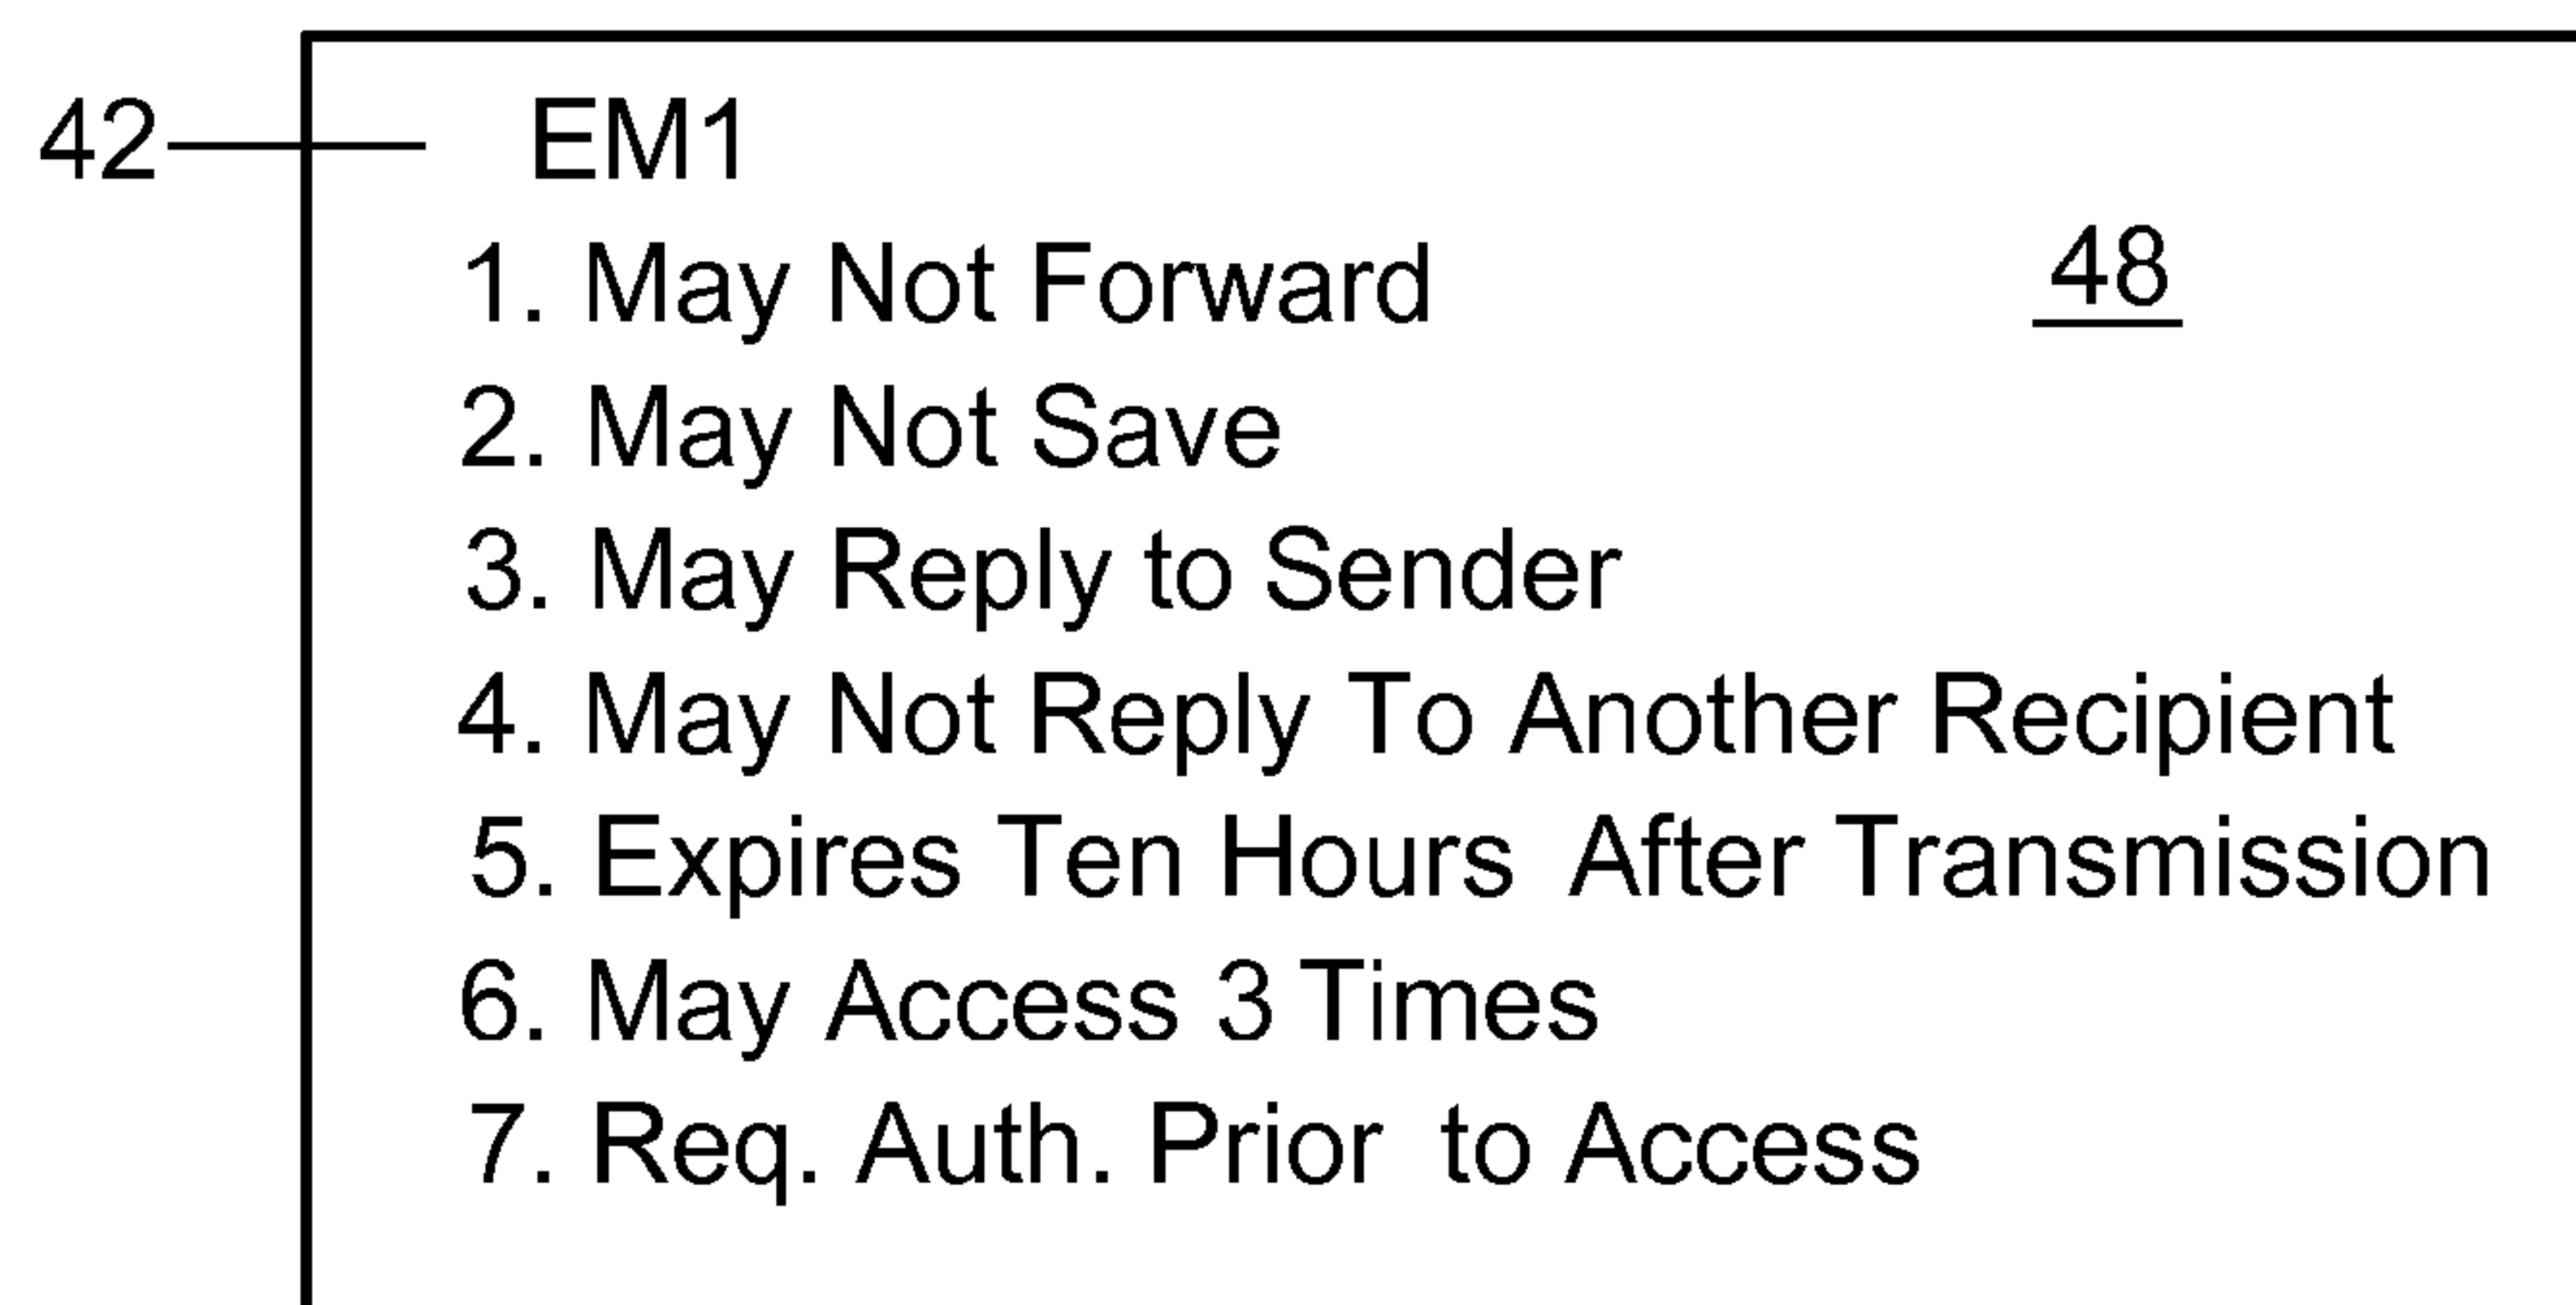 42 EM1
1. May Not Forward 48
2. May Not Save
3. May Reply to Sender
4. May Not Reply To Another Recipient
5. Expires Ten Hours After Transmission
6. May Access 3 Times
7. Req. Auth. Prior to Access